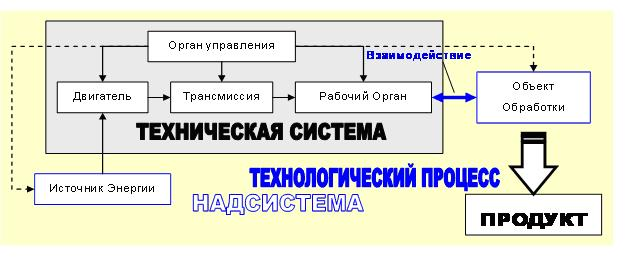 Орган управления
Взаимодействие
Двигатель
Трансмиссия
Рабочий Орган
Объект
Обработки
ТЕХНИЧЕСКАЯ СИСТЕМА
ТЕХНОЛОГИЧЕСКИЙ ПРОЦЕСС
Источник Энергии
НАДСИСТЕМА
ПРОДУКТ